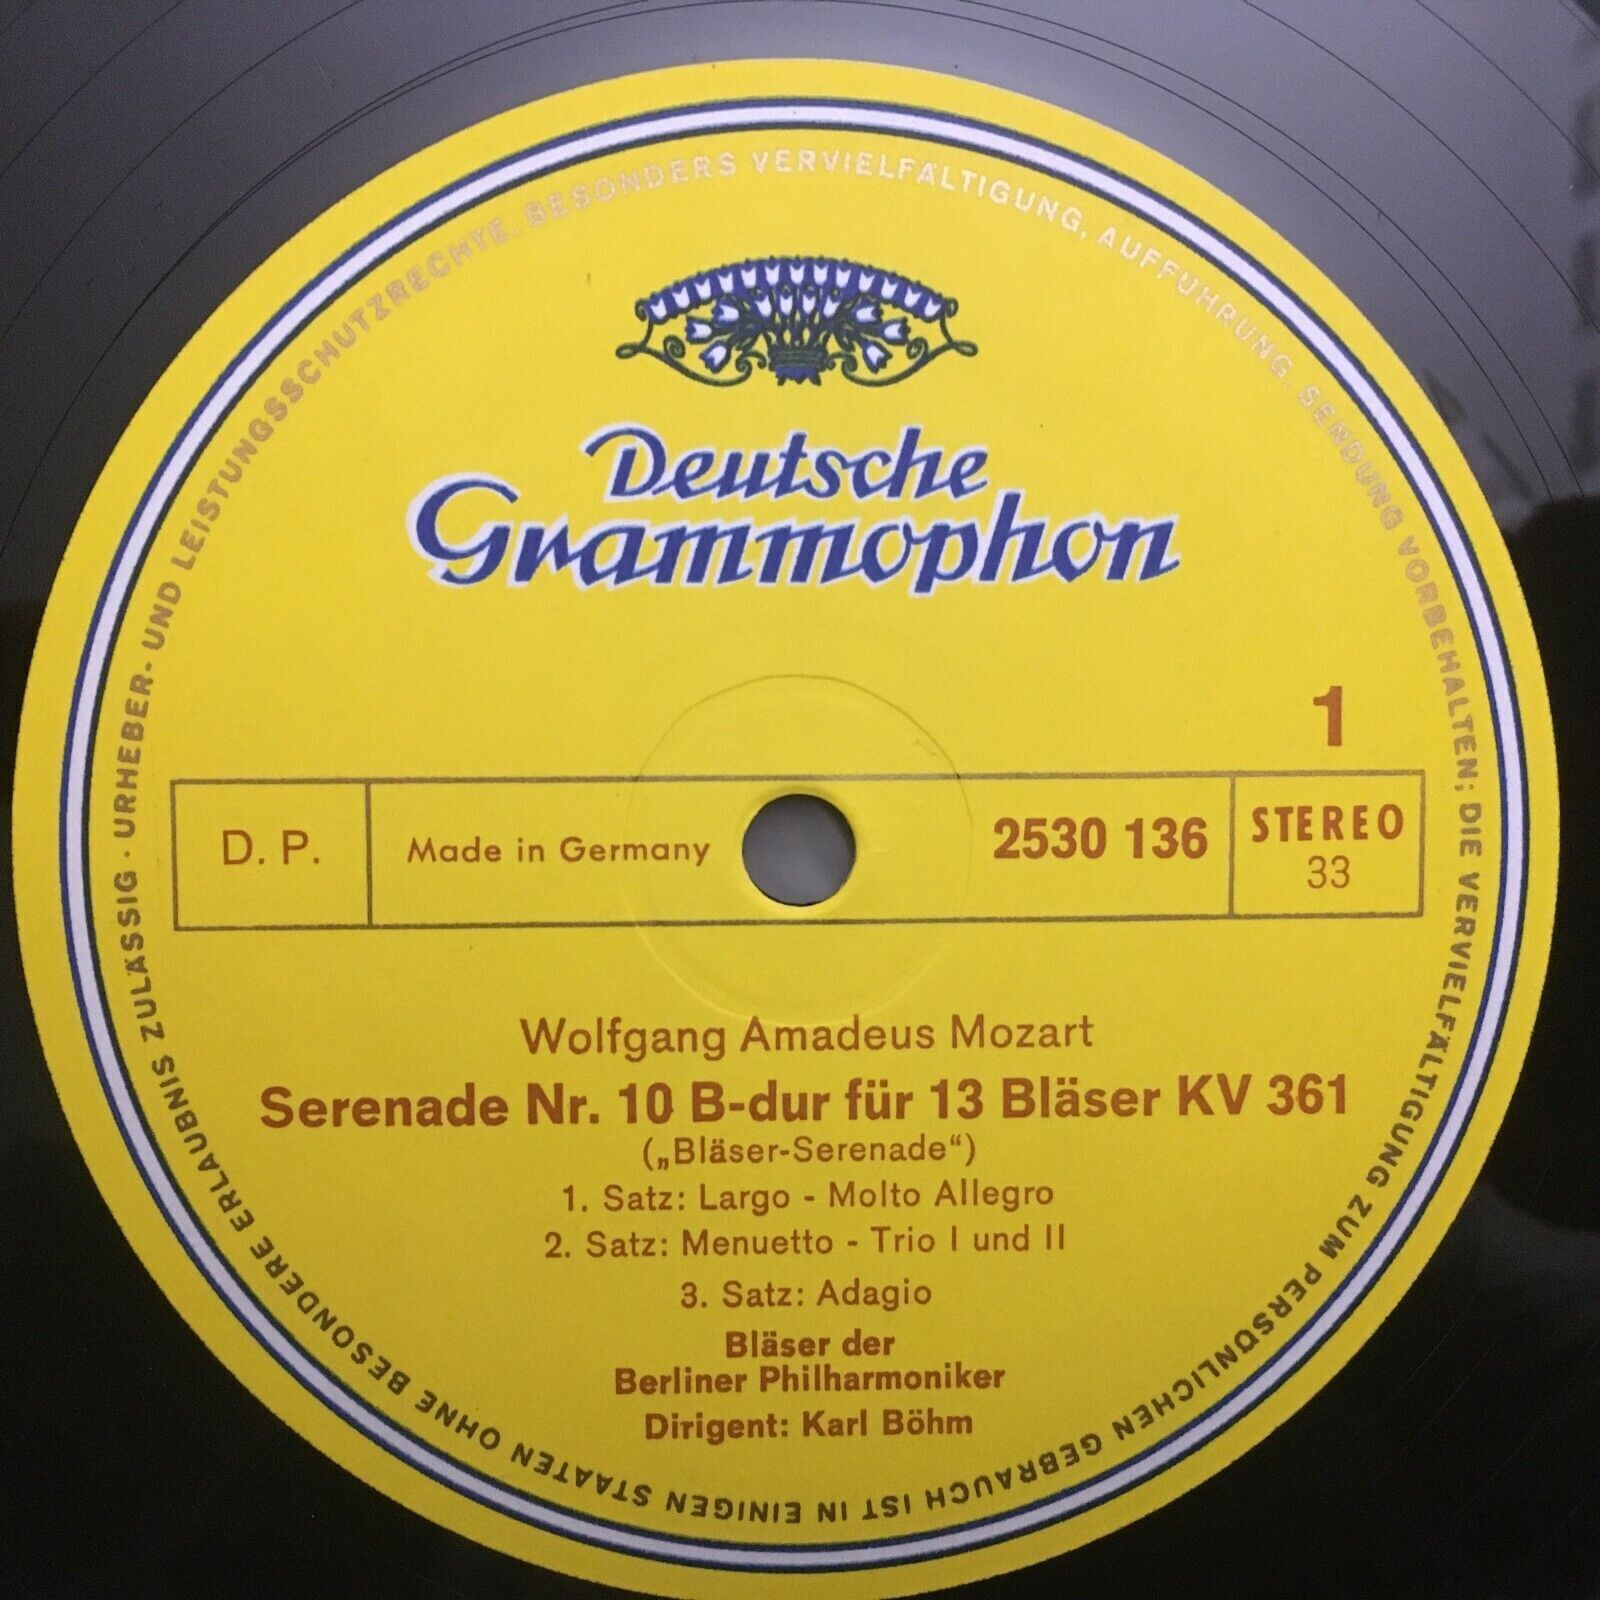 URHEBER- UND LEISTUNGSSCHUTZRECHTE, BESONDERS VERVIELFÄLTIGUNG, AUFFÜHRUNG, SENDUNG VORBEHALTEN; DIE VERVIELFÄLTIGUNG ZUM PERSÖNLICHEN GEBRAUCH IST IN EINIGEN STAATEN OHNE BESONDERE ERLAUBNIS ZULÄSSIG ·
Deutsche
Grammophon
1
D. P.
Made in Germany
2530 136
STEREO
33
Wolfgang Amadeus Mozart
Serenade Nr. 10 B-dur für 13 Bläser KV 361
(„Bläser-Serenade“)
1. Satz: Largo - Molto Allegro
2. Satz: Menuetto - Trio I und II
3. Satz: Adagio
Bläser der
Berliner Philharmoniker
Dirigent: Karl Böhm